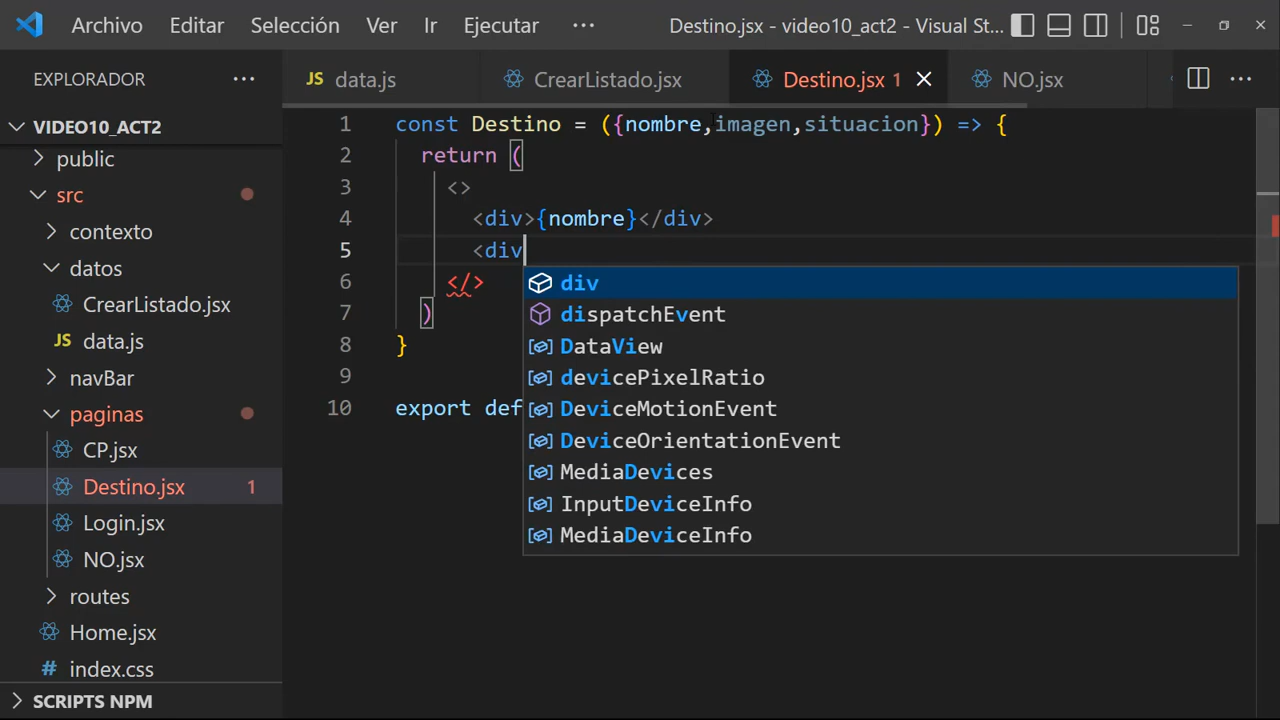 Archivo Editar Selección Ver Ir Ejecutar ··· Destino.jsx - video10_act2 - Visual St...
EXPLORADOR ···
JS data.js CrearListado.jsx Destino.jsx 1 NO.jsx ···
VIDEO10_ACT2
public
src
contexto
datos
CrearListado.jsx
JS data.js
navBar
paginas
CP.jsx
Destino.jsx 1
Login.jsx
NO.jsx
routes
Home.jsx
# index.css
SCRIPTS NPM
1 const Destino = ({nombre,imagen,situacion}) => {
2 return (
3 <>
4 <div>{nombre}</div>
5 <div
6 </>
7 )
8 }
9
10 export def
div
dispatchEvent
DataView
devicePixelRatio
DeviceMotionEvent
DeviceOrientationEvent
MediaDevices
InputDeviceInfo
MediaDeviceInfo